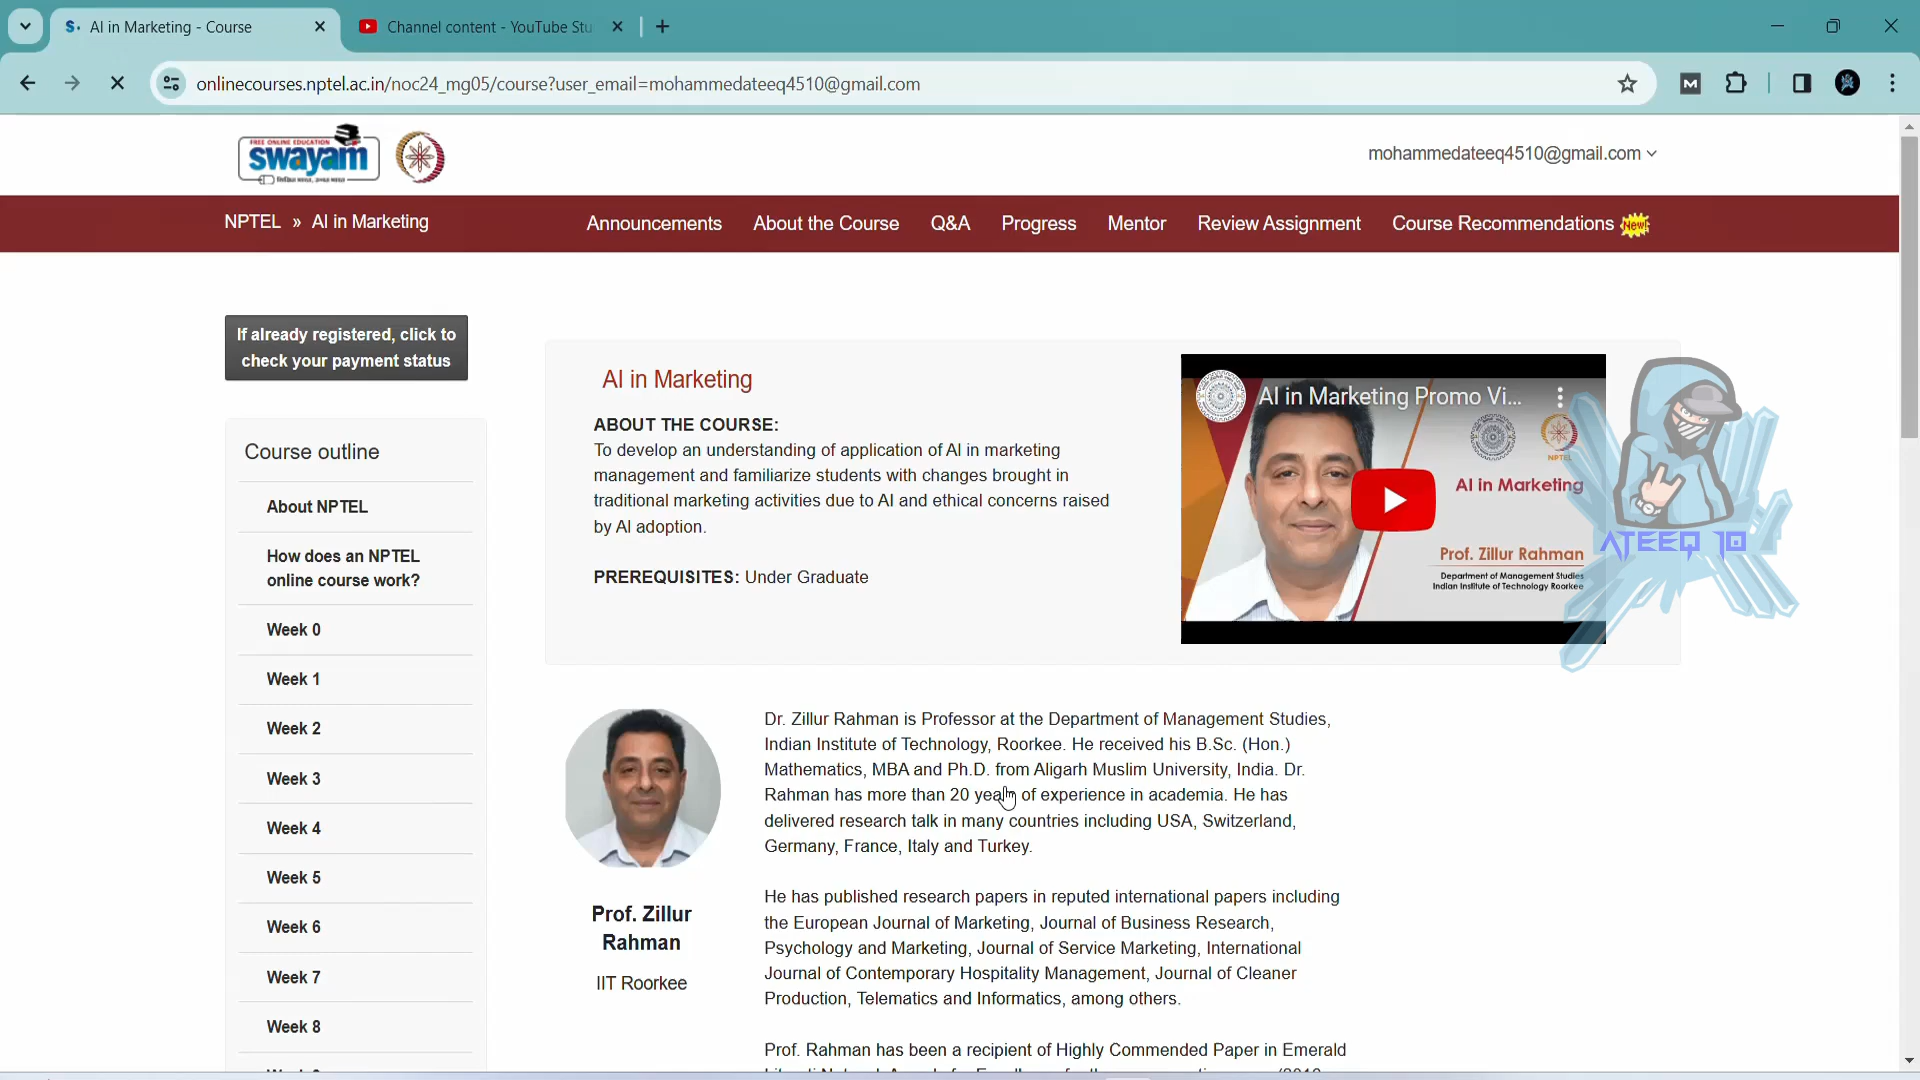 AI in Marketing - Course
Channel content - YouTube Stu
onlinecourses.nptel.ac.in/noc24_mg05/course?user_email=mohammedateeq4510@gmail.com
FREE ONLINE EDUCATION
swayam
mohammedateeq4510@gmail.com
NPTEL » AI in Marketing
Announcements
About the Course
Q&A
Progress
Mentor
Review Assignment
Course Recommendations
New!
If already registered, click to
check your payment status
Course outline
About NPTEL
How does an NPTEL
online course work?
Week 0
Week 1
Week 2
Week 3
Week 4
Week 5
Week 6
Week 7
Week 8
AI in Marketing
ABOUT THE COURSE:
To develop an understanding of application of AI in marketing
management and familiarize students with changes brought in
traditional marketing activities due to AI and ethical concerns raised
by AI adoption.
PREREQUISITES: Under Graduate
AI in Marketing Promo Vi...
NPTEL
AI in Marketing
Prof. Zillur Rahman
Department of Management Studies
Indian Institute of Technology Roorkee
ATEEQ 10
Prof. Zillur
Rahman
IIT Roorkee
Dr. Zillur Rahman is Professor at the Department of Management Studies,
Indian Institute of Technology, Roorkee. He received his B.Sc. (Hon.)
Mathematics, MBA and Ph.D. from Aligarh Muslim University, India. Dr.
Rahman has more than 20 years of experience in academia. He has
delivered research talk in many countries including USA, Switzerland,
Germany, France, Italy and Turkey.
He has published research papers in reputed international papers including
the European Journal of Marketing, Journal of Business Research,
Psychology and Marketing, Journal of Service Marketing, International
Journal of Contemporary Hospitality Management, Journal of Cleaner
Production, Telematics and Informatics, among others.
Prof. Rahman has been a recipient of Highly Commended Paper in Emerald